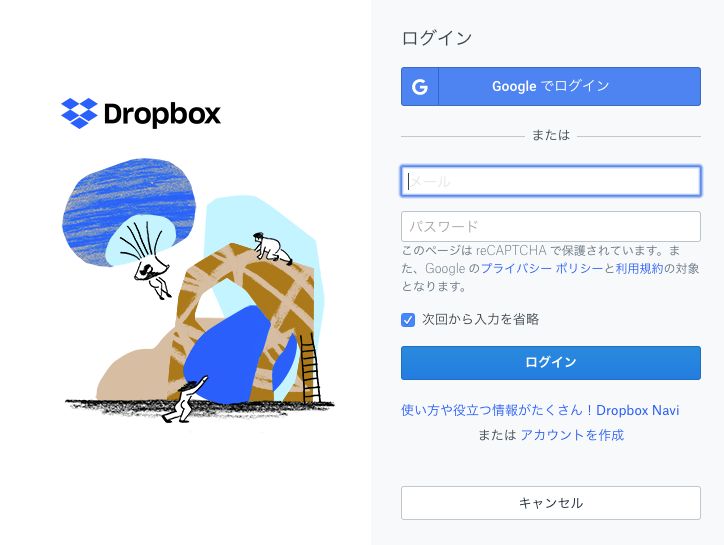 Dropbox
ログイン
G
Google でログイン
または
メール
パスワード
このページは reCAPTCHA で保護されています。ま
た、Google のプライバシー ポリシーと利用規約の対象
となります。
次回から入力を省略
ログイン
使い方や役立つ情報がたくさん！Dropbox Navi
または アカウントを作成
キャンセル